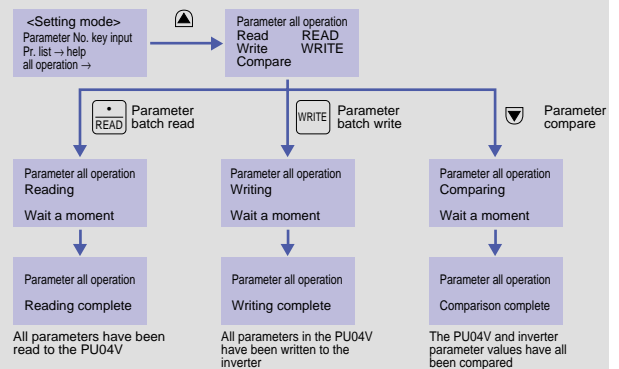 <Setting mode>
Parameter No. key input
Pr. list → help
all operation →
Parameter all operation
Read READ
Write WRITE
Compare
READ
Parameter
batch read
WRITE
Parameter
batch write
Parameter
compare
Parameter all operation
Reading
Wait a moment
Parameter all operation
Writing
Wait a moment
Parameter all operation
Comparing
Wait a moment
Parameter all operation
Reading complete
Parameter all operation
Writing complete
Parameter all operation
Comparison complete
All parameters have been
read to the PU04V
All parameters in the PU04V
have been written to the
inverter
The PU04V and inverter
parameter values have all
been compared